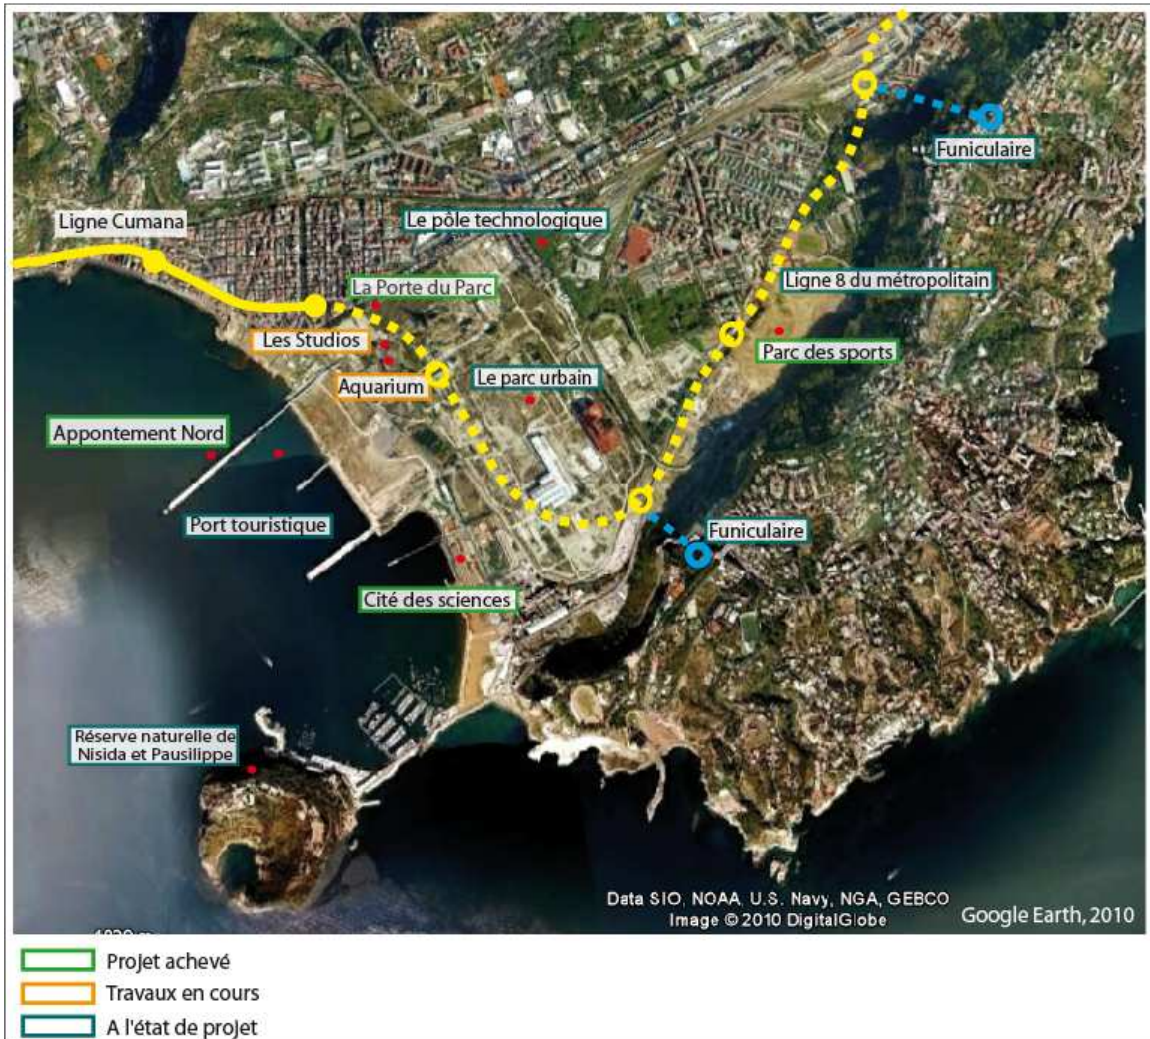 Funiculaire
Ligne Cumana
Le pôle technologique
La Porte du Parc
Ligne 8 du métropolitain
Les Studios
Parc des sports
Aquarium
Le parc urbain
Appontement Nord
Port touristique
Funiculaire
Cité des sciences
Réserve naturelle de
Nisida et Pausilippe
Data SIO, NOAA, U.S. Navy, NGA, GEBCO
Image © 2010 DigitalGlobe
Google Earth, 2010
Projet achevé
Travaux en cours
A l'état de projet